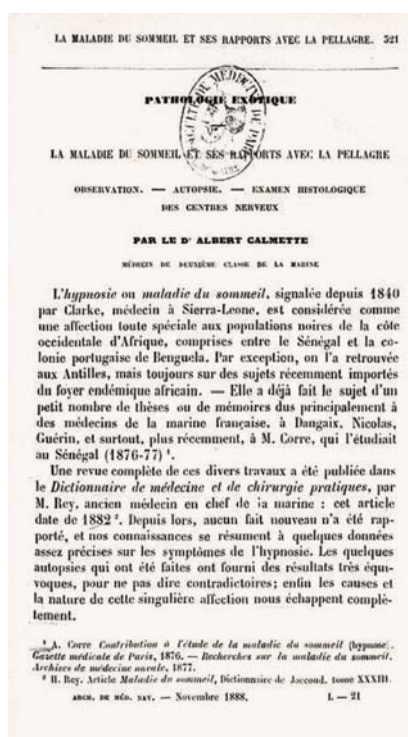 LA MALADIE DU SOMMEIL ET SES RAPPORTS AVEC LA PELLAGRE. 321
PATHOLOGIE EXOTIQUE
LA MALADIE DU SOMMEIL ET SES RAPPORTS AVEC LA PELLAGRE
OBSERVATION. — AUTOPSIE. — EXAMEN HISTOLOGIQUE
DES CENTRES NERVEUX
PAR LE Dr ALBERT CALMETTE
MÉDECIN DE DEUXIÈME CLASSE DE LA MARINE
L'hypnosie ou maladie du sommeil, signalée depuis 1840
par Clarke, médecin à Sierra-Leone, est considérée comme
une affection toute spéciale aux populations noires de la côte
occidentale d'Afrique, comprises entre le Sénégal et la co-
lonie portugaise de Benguela. Par exception, on l'a retrouvée
aux Antilles, mais toujours sur des sujets récemment importés
du foyer endémique africain. — Elle a déjà fait le sujet d'un
petit nombre de thèses ou de mémoires dus principalement à
des médecins de la marine française, à Dangaix, Nicolas,
Guérin, et surtout, plus récemment, à M. Corre, qui l'étudiait
au Sénégal (1876-77) ¹.
Une revue complète de ces divers travaux a été publiée dans
le Dictionnaire de médecine et de chirurgie pratiques, par
M. Rey, ancien médecin en chef de la marine : cet article
date de 1882 ². Depuis lors, aucun fait nouveau n'a été rap-
porté, et nos connaissances se résument à quelques données
assez précises sur les symptômes de l'hypnosie. Les quelques
autopsies qui ont été faites ont fourni des résultats très équi-
voques, pour ne pas dire contradictoires; enfin les causes et
la nature de cette singulière affection nous échappent complè-
tement.
¹ A. Corre Contribution à l'étude de la maladie du sommeil (hypnose).
Gazette médicale de Paris, 1876. — Recherches sur la maladie du sommeil.
Archives de médecine navale, 1877.
² H. Rey. Article Maladie du sommeil, Dictionnaire de Jaccoud, tome XXXIII.
ARCH. DE MÉD. NAV. — Novembre 1888. L — 21
FACULTÉ DE MÉDECINE DE PARIS